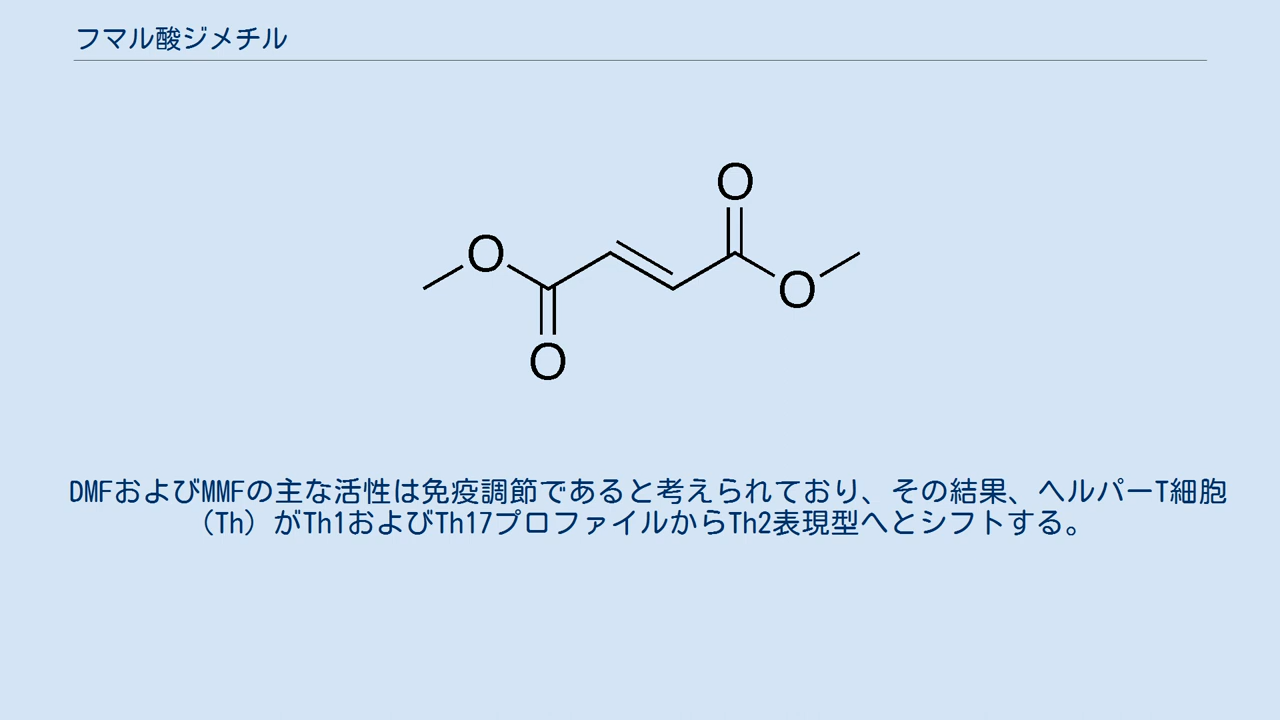 フマル酸ジメチル
O
O
O
O
DMFおよびMMFの主な活性は免疫調節であると考えられており、その結果、ヘルパーT細胞
（Th）がTh1およびTh17プロファイルからTh2表現型へとシフトする。